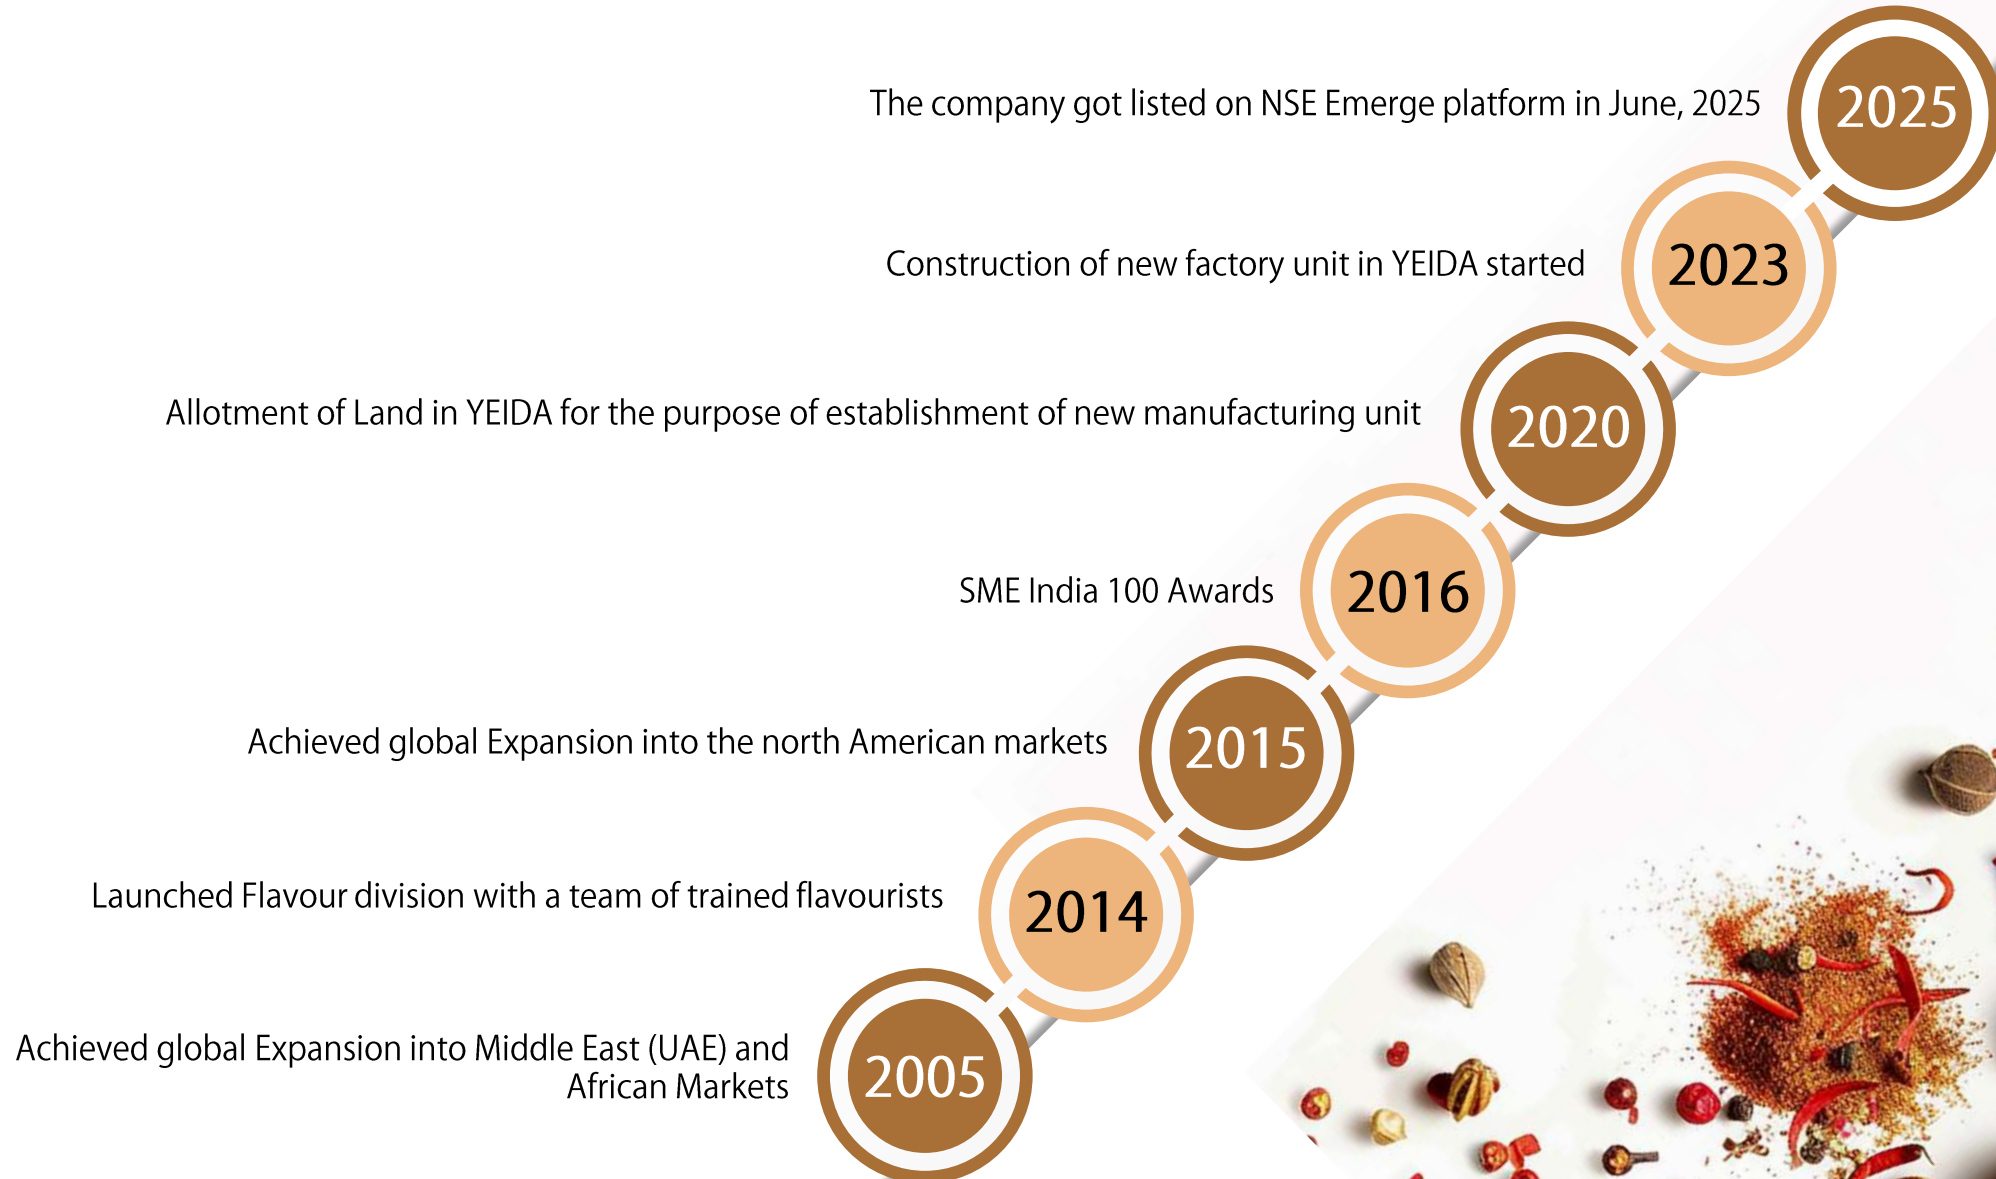 The company got listed on NSE Emerge platform in June, 2025
2025
Construction of new factory unit in YEIDA started
2023
Allotment of Land in YEIDA for the purpose of establishment of new manufacturing unit
2020
SME India 100 Awards
2016
Achieved global Expansion into the north American markets
2015
Launched Flavour division with a team of trained flavourists
2014
Achieved global Expansion into Middle East (UAE) and
African Markets
2005